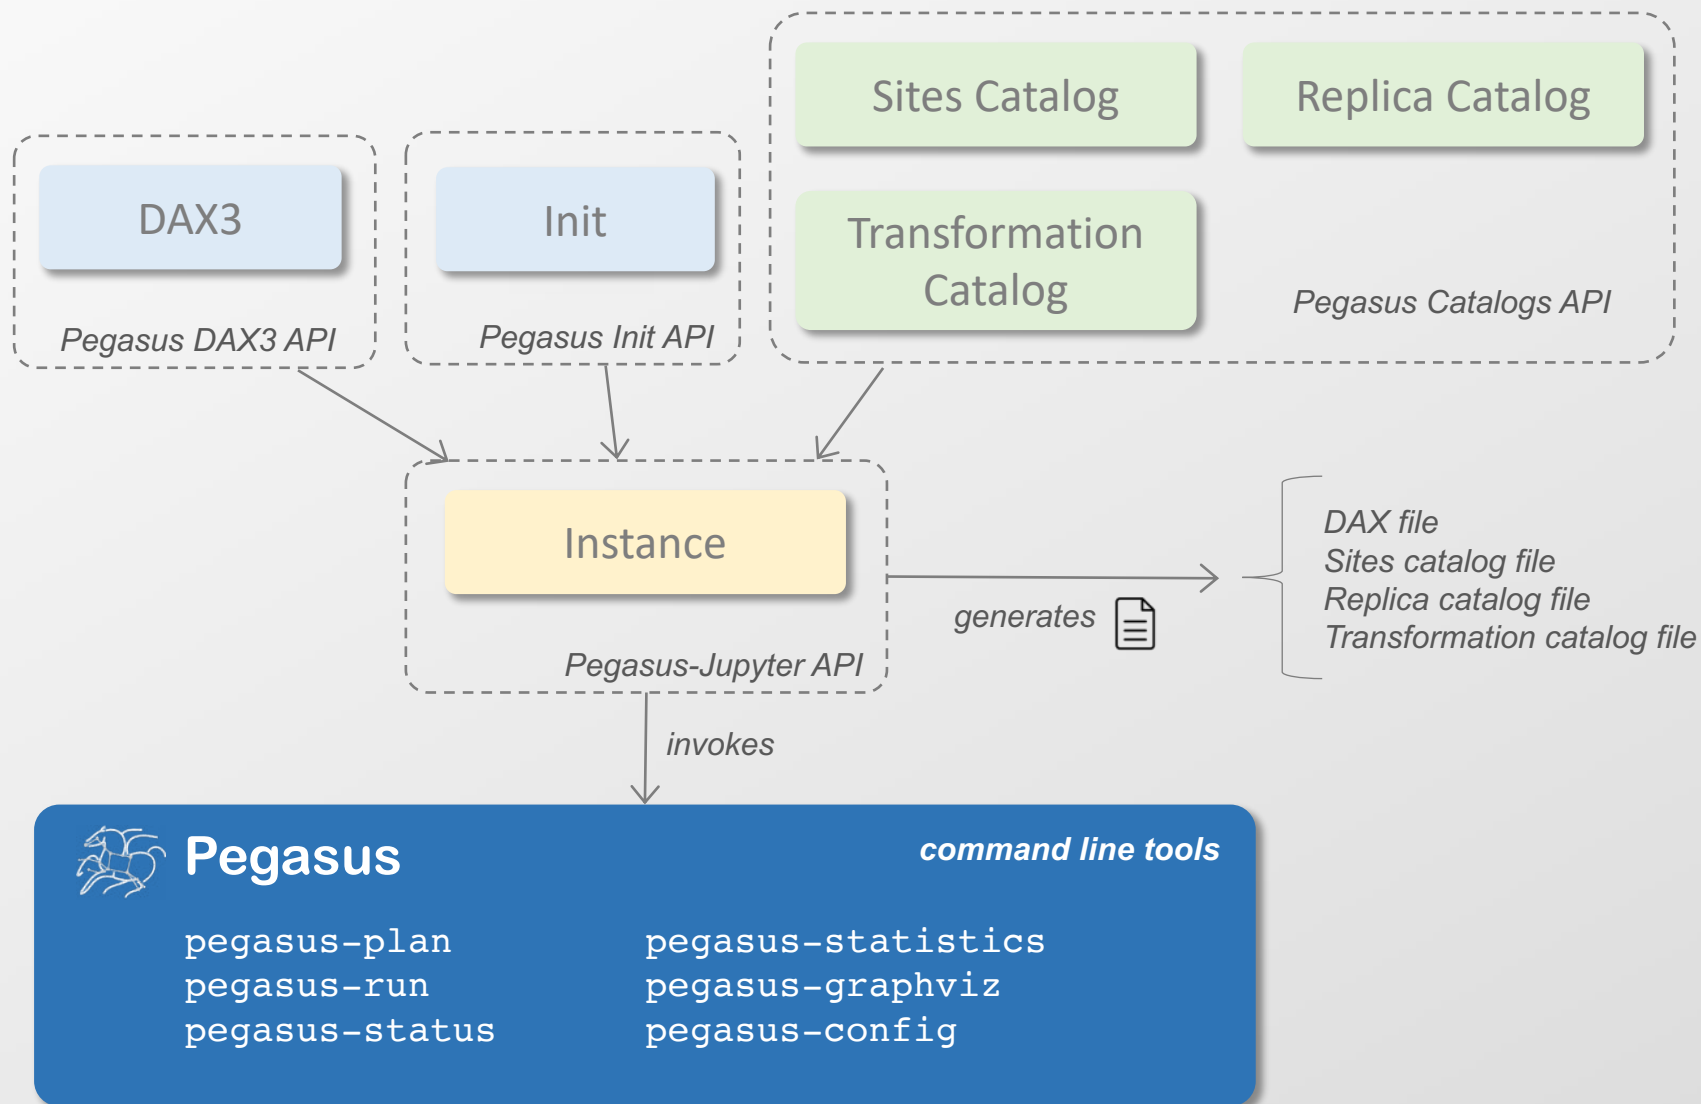 Sites Catalog
Replica Catalog
DAX3
Init
Transformation
Catalog
Pegasus DAX3 API
Pegasus Init API
Pegasus Catalogs API
Instance
Pegasus-Jupyter API
generates
DAX file
Sites catalog file
Replica catalog file
Transformation catalog file
invokes
Pegasus
command line tools
pegasus-plan
pegasus-run
pegasus-status
pegasus-statistics
pegasus-graphviz
pegasus-config